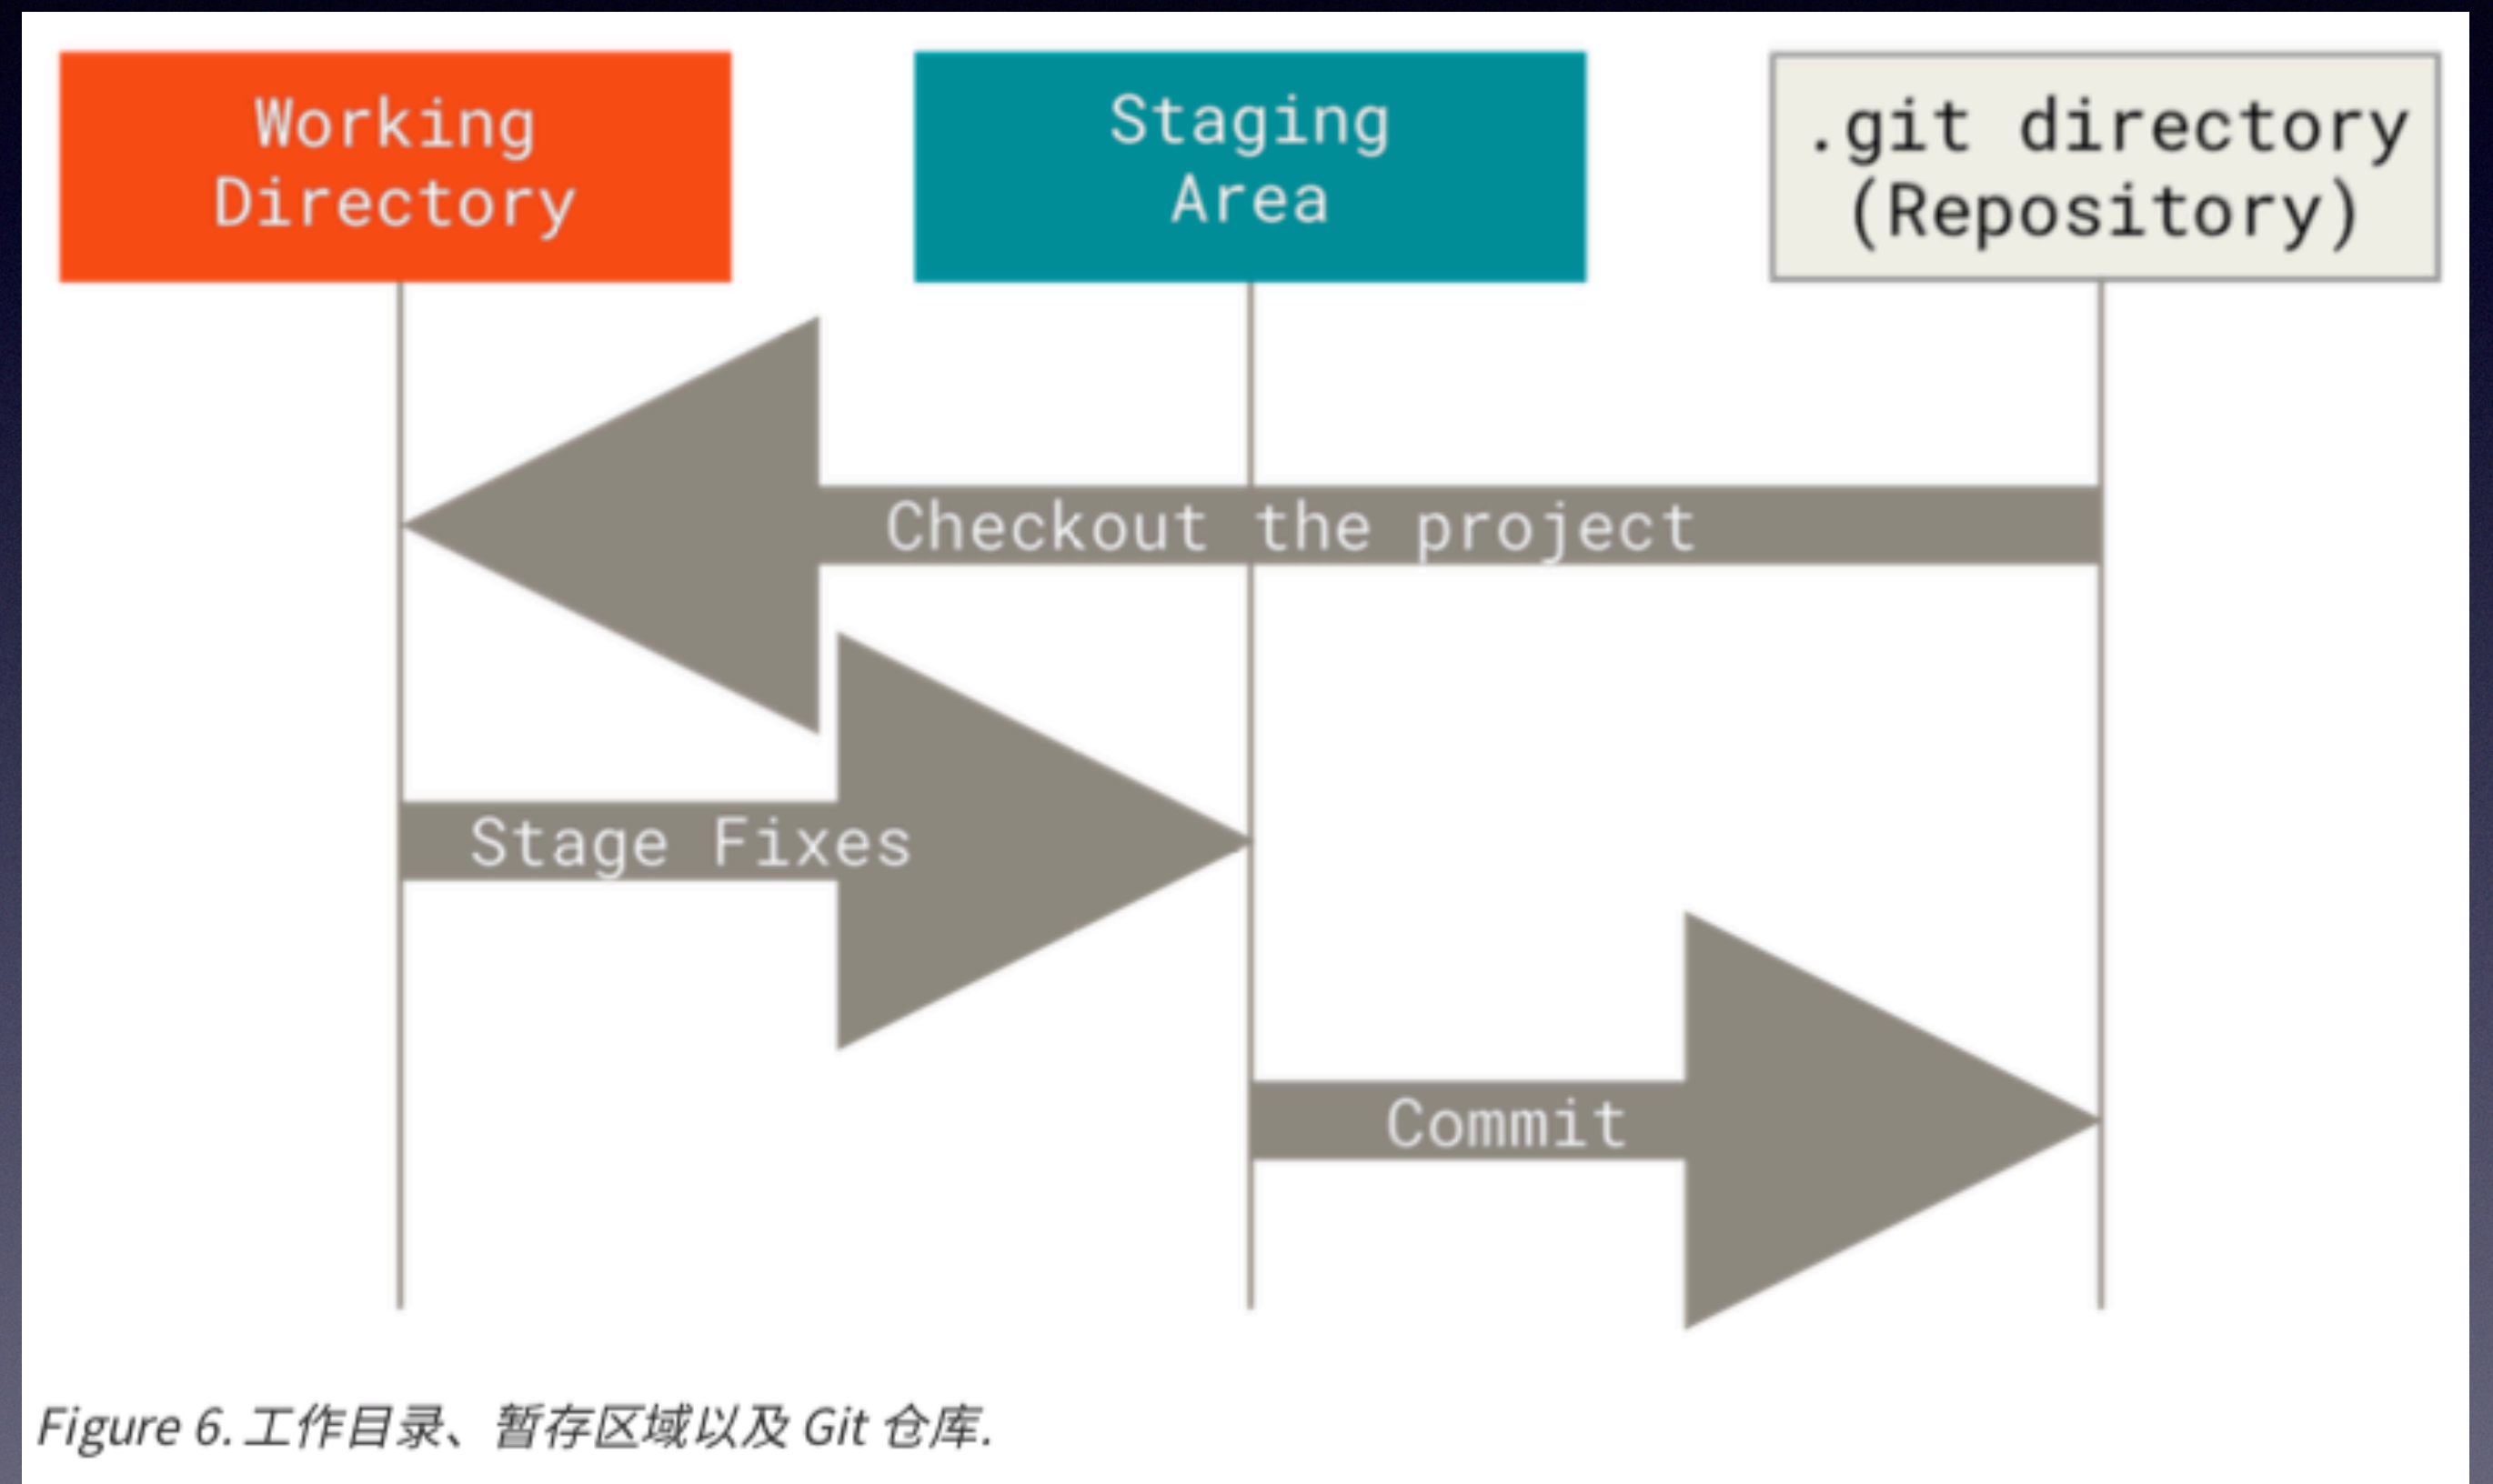 Working
Directory
Staging
Area
.git directory
(Repository)
Checkout the project
Stage Fixes
Commit
Figure 6. 工作目录、暂存区域以及 Git 仓库.